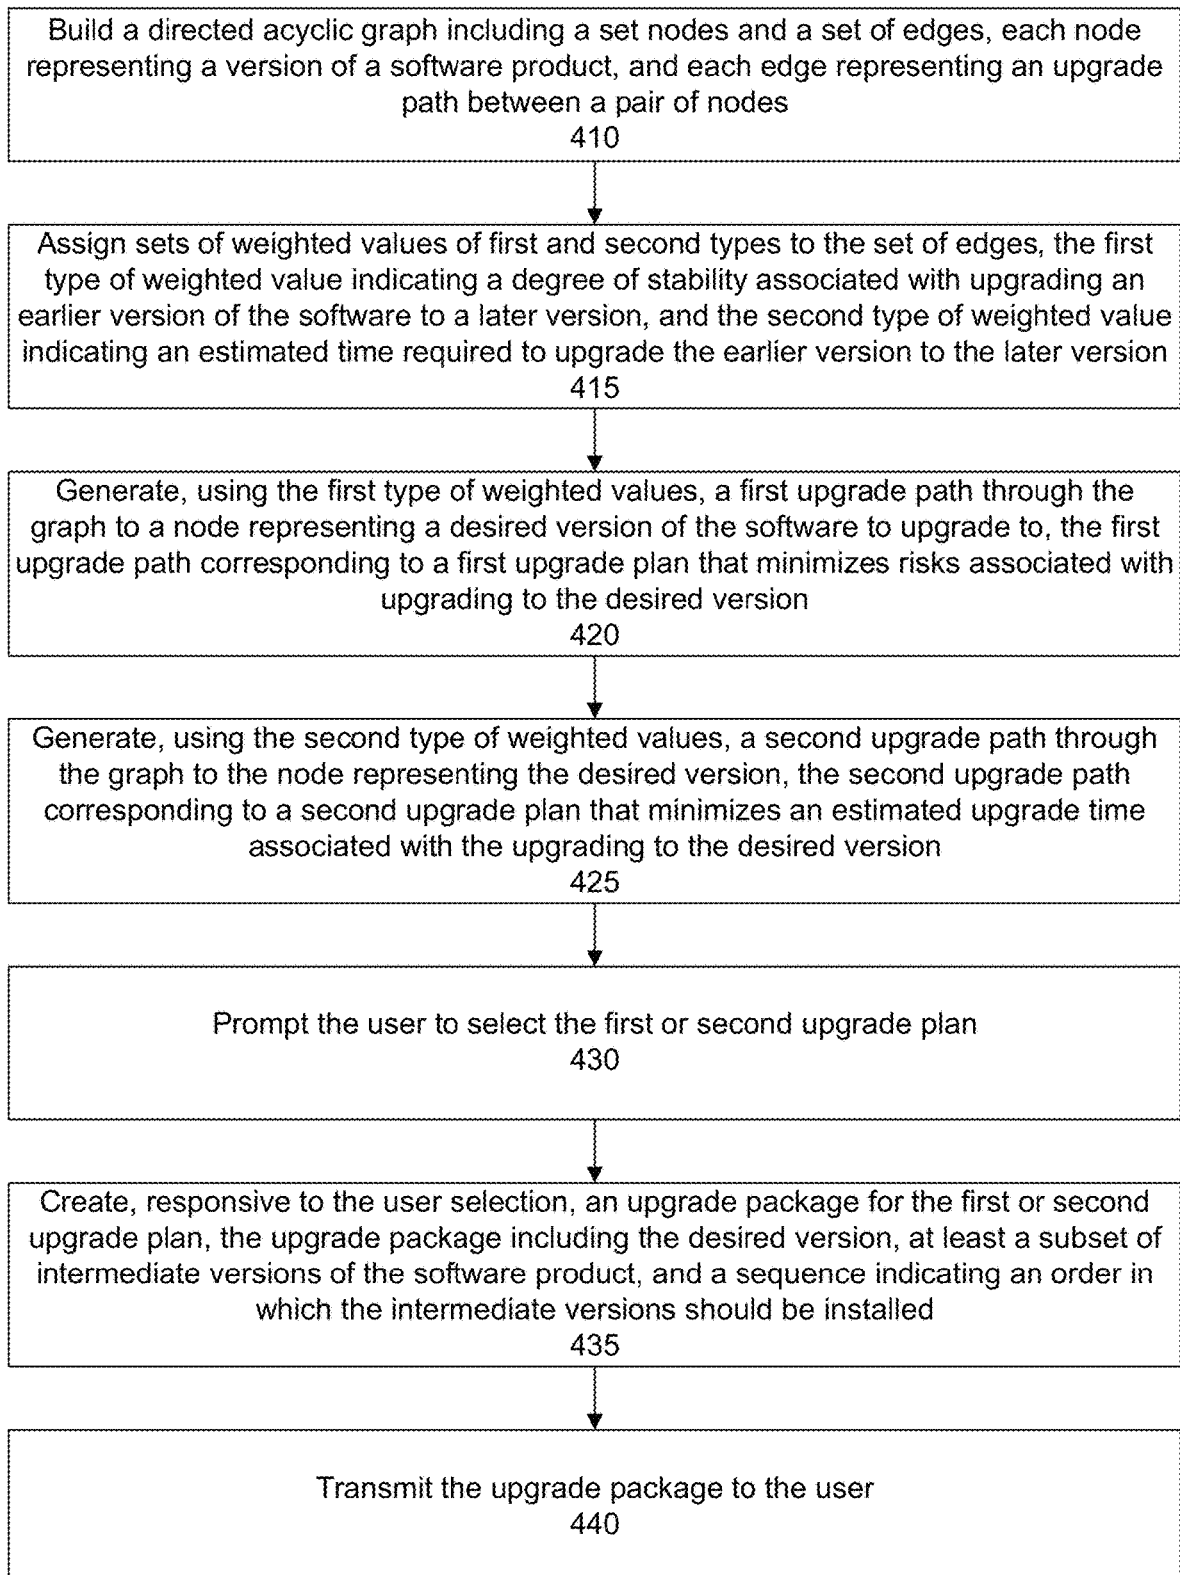 Build a directed acyclic graph including a set nodes and a set of edges, each node
representing a version of a software product, and each edge representing an upgrade
path between a pair of nodes
410
Assign sets of weighted values of first and second types to the set of edges, the first
type of weighted value indicating a degree of stability associated with upgrading an
earlier version of the software to a later version, and the second type of weighted value
indicating an estimated time required to upgrade the earlier version to the later version
415
Generate, using the first type of weighted values, a first upgrade path through the
graph to a node representing a desired version of the software to upgrade to, the first
upgrade path corresponding to a first upgrade plan that minimizes risks associated with
upgrading to the desired version
420
Generate, using the second type of weighted values, a second upgrade path through
the graph to the node representing the desired version, the second upgrade path
corresponding to a second upgrade plan that minimizes an estimated upgrade time
associated with the upgrading to the desired version
425
Prompt the user to select the first or second upgrade plan
430
Create, responsive to the user selection, an upgrade package for the first or second
upgrade plan, the upgrade package including the desired version, at least a subset of
intermediate versions of the software product, and a sequence indicating an order in
which the intermediate versions should be installed
435
Transmit the upgrade package to the user
440